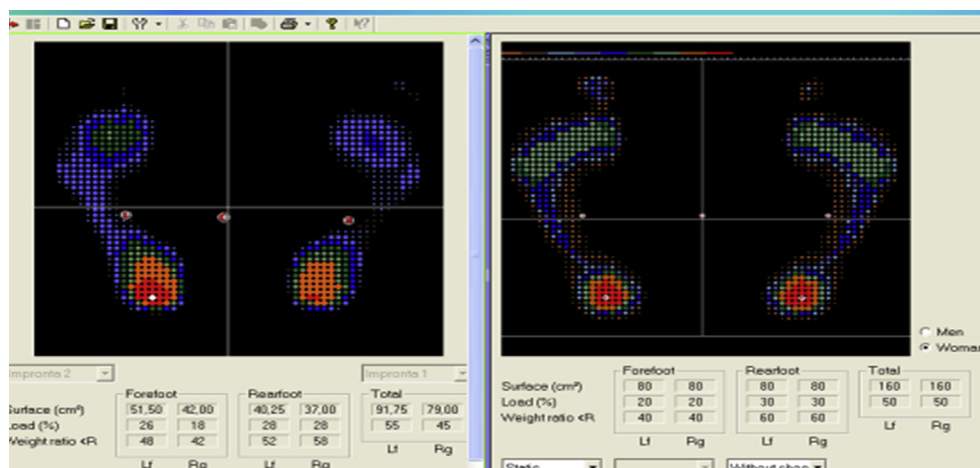 Impronta 2
Impronta 1
Forefoot Rearfoot Total
Surface (cm²) 51,50 42,00 40,25 37,00 91,75 79,00
Load (%) 26 18 28 28 55 45
Weight ratio <R 48 42 52 58
Lf Rg Lf Rg Lf Rg
Men
Woman
Forefoot Rearfoot Total
Surface (cm²) 80 80 80 80 160 160
Load (%) 20 20 30 30 50 50
Weight ratio <R 40 40 60 60
Lf Rg Lf Rg Lf Rg
Static
Without shoe